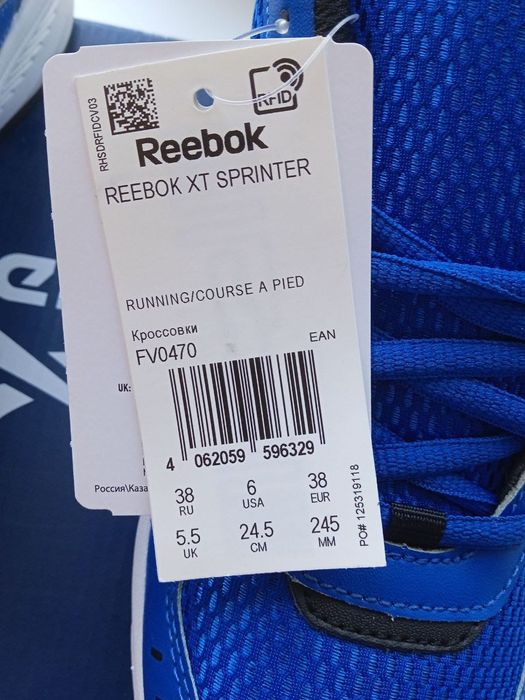 RHSDRFIDCV03
RFID
Reebok
REEBOK XT SPRINTER
RUNNING/COURSE A PIED
Кроссовки
FV0470
EAN
UK:
4 062059 596329
Россия\Каза
38 6 38
RU USA EUR
5.5 24.5 245
UK CM MM
PO# 125319118